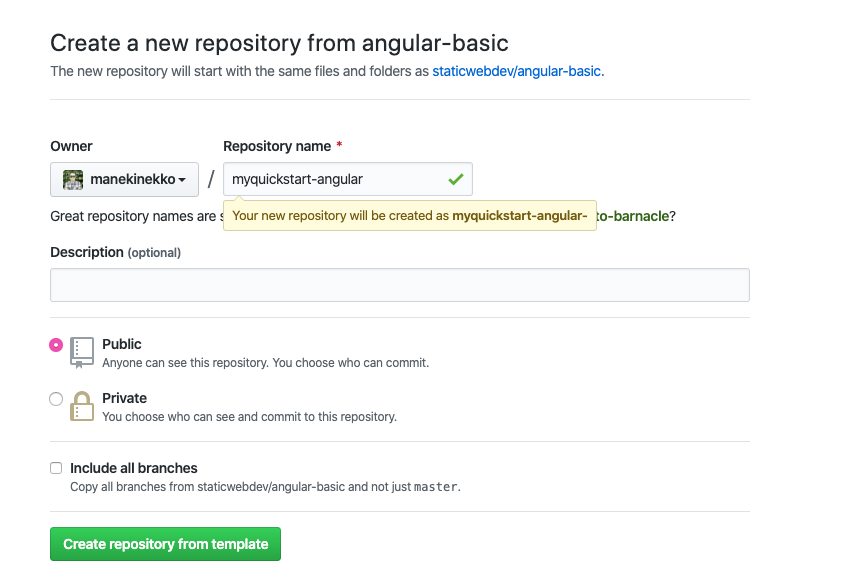 Create a new repository from angular-basic
The new repository will start with the same files and folders as staticwebdev/angular-basic.
Owner
Repository name *
manekinekko
/
myquickstart-angular
Great repository names are
Your new repository will be created as myquickstart-angular-
to-barnacle?
Description (optional)
Public
Anyone can see this repository. You choose who can commit.
Private
You choose who can see and commit to this repository.
Include all branches
Copy all branches from staticwebdev/angular-basic and not just master.
Create repository from template